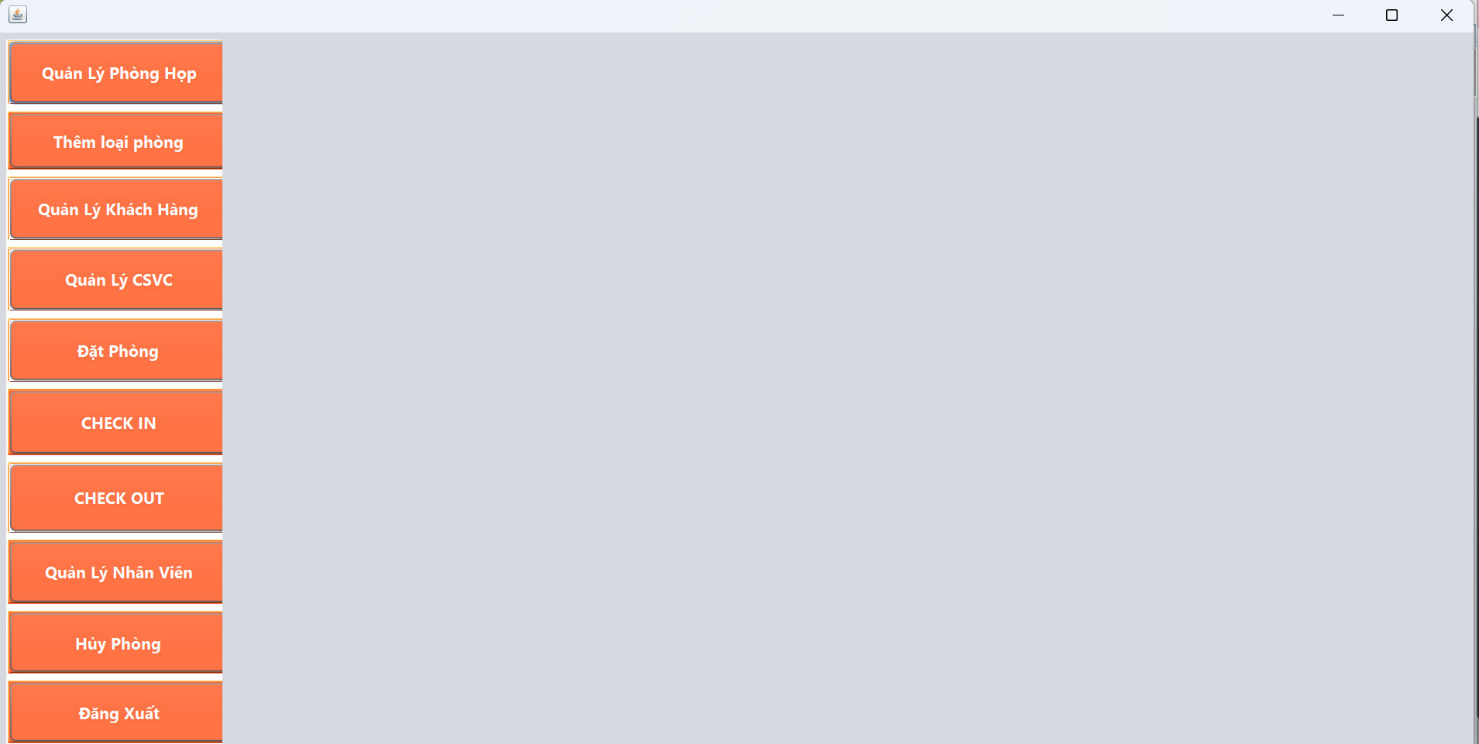 Quản Lý Phòng Họp
Thêm loại phòng
Quản Lý Khách Hàng
Quản Lý CSVC
Đặt Phòng
CHECK IN
CHECK OUT
Quản Lý Nhân Viên
Hủy Phòng
Đăng Xuất